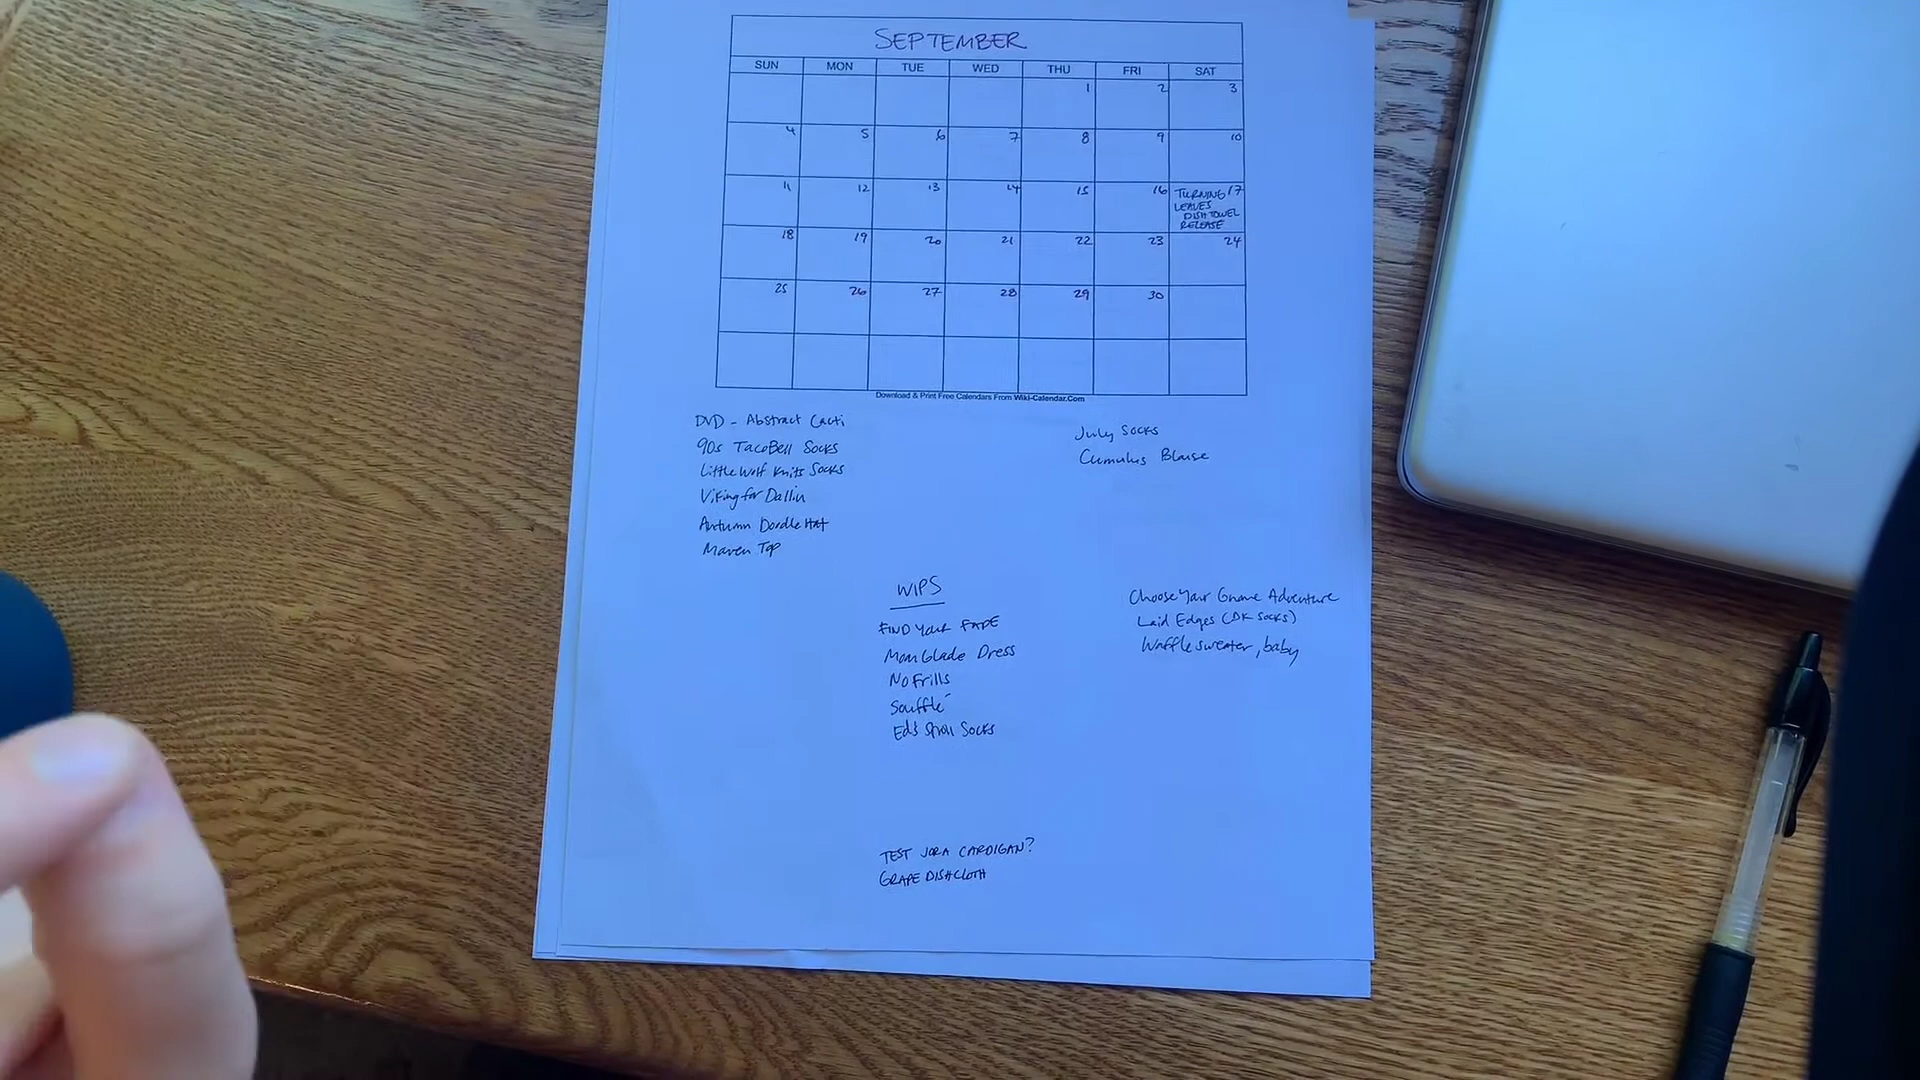 SEPTEMBER
SUN MON TUE WED THU FRI SAT
1 2 3
4 5 6 7 8 9 10
11 12 13 14 15 16 17
TURNING
LEAVES
DISHTOWEL
RELEASE
18 19 20 21 22 23 24
25 26 27 28 29 30
Download & Print Free Calendars From Wiki-Calendar.Com
DVD - Abstract Cacti
90s TacoBell Socks
Little Wolf Knits Socks
Viking for Dallin
Autumn Doodle Hat
Maven Top
July Socks
Cumulus Blouse
WIPS
FIND YOUR FADE
Mom Glade Dress
No Frills
Soufflé
Ed's Socks
Choose Your Gnome Adventure
Laid Edges (DK SOCKS)
Waffle sweater, baby
TEST JORA CARDIGAN?
GRAPE DISHCLOTH